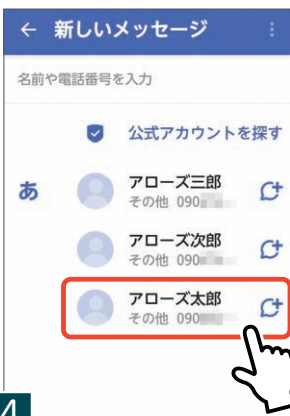 新しいメッセージ
名前や電話番号を入力
公式アカウントを探す
あ
アローズ三郎
その他 090
アローズ次郎
その他 090
アローズ太郎
その他 090
4